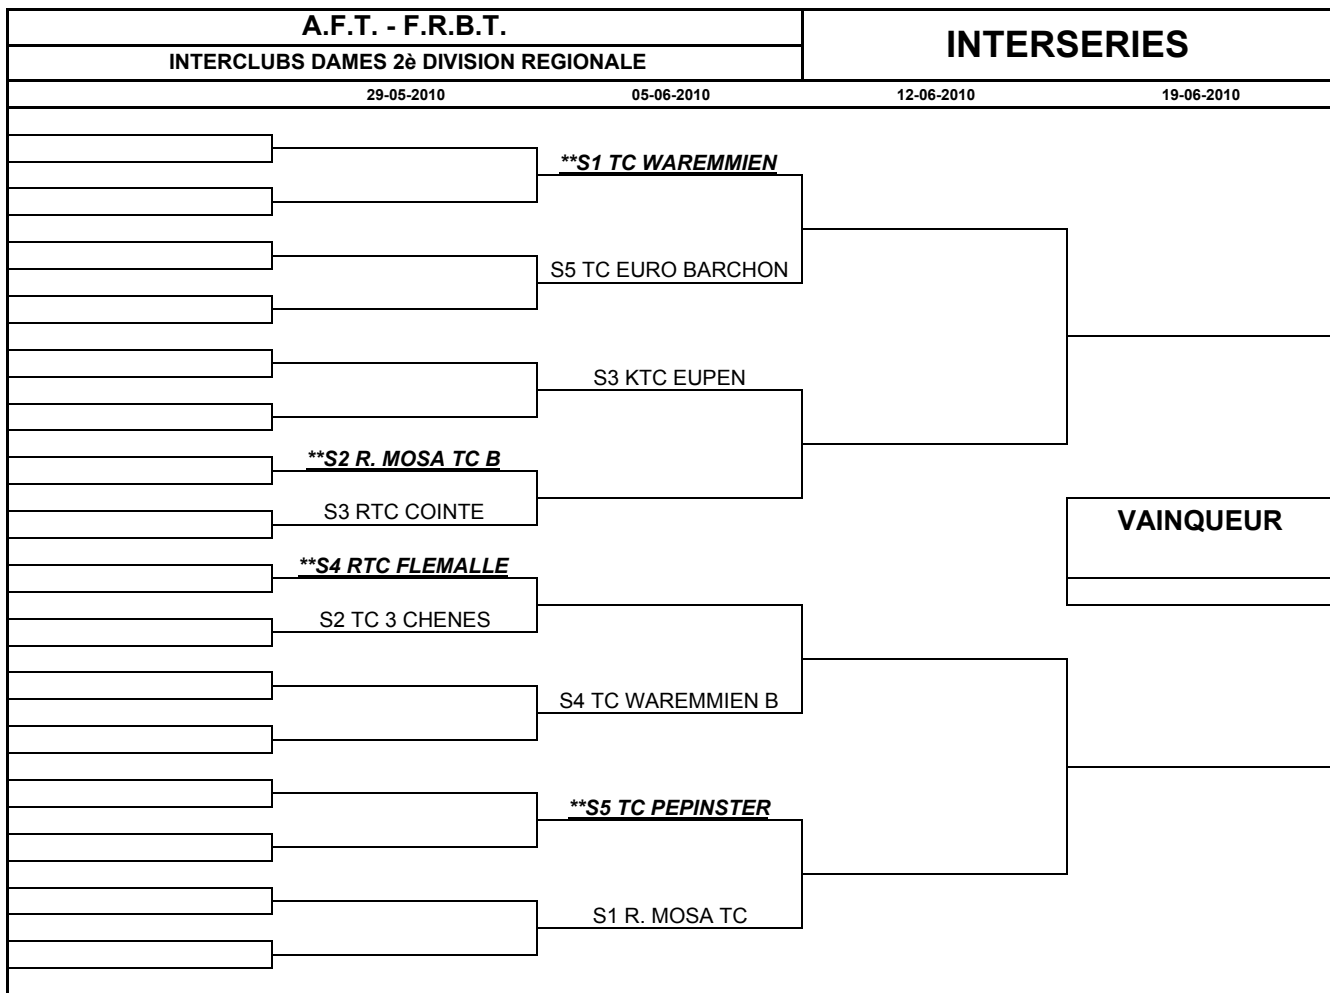 A.F.T. - F.R.B.T.
INTERSERIES
INTERCLUBS DAMES 2è DIVISION REGIONALE
29-05-2010 05-06-2010 12-06-2010 19-06-2010
**S1 TC WAREMMIEN
S5 TC EURO BARCHON
S3 KTC EUPEN
**S2 R. MOSA TC B
S3 RTC COINTE
VAINQUEUR
**S4 RTC FLEMALLE
S2 TC 3 CHENES
S4 TC WAREMMIEN B
**S5 TC PEPINSTER
S1 R. MOSA TC